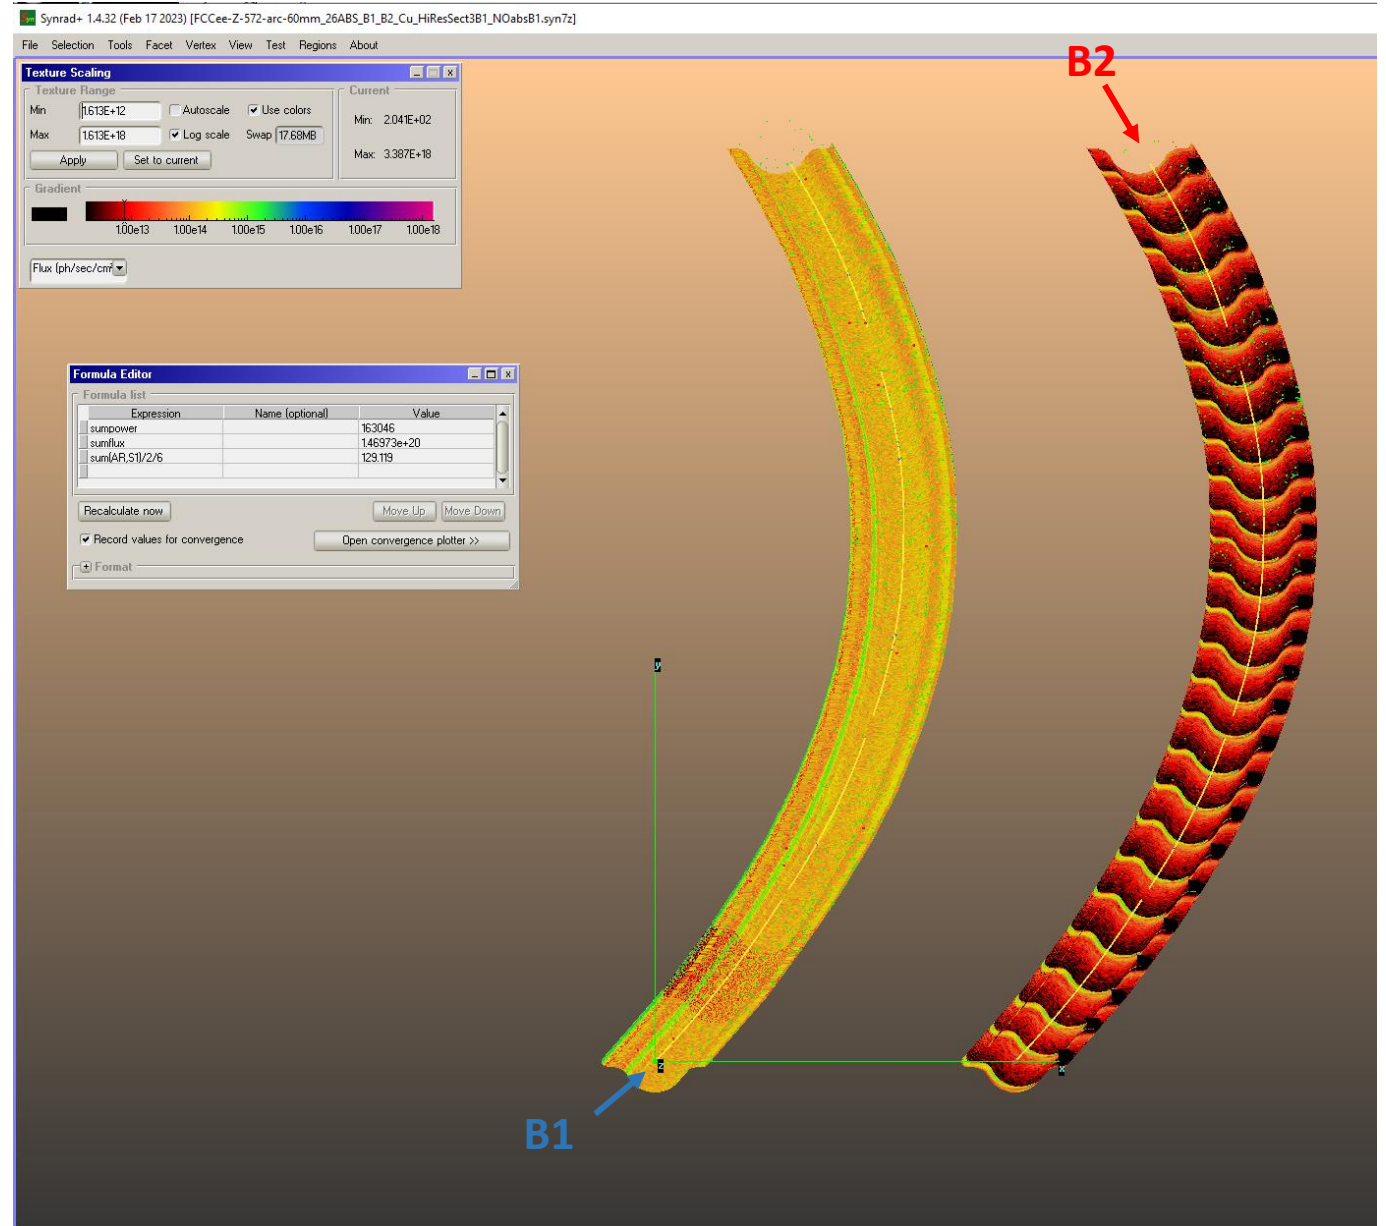 Synrad+ 1.4.32 (Feb 17 2023) [FCCee-Z-572-arc-60mm_26ABS_B1_B2_Cu_HiResSect3B1_NOabsB1.syn7z]
File Selection Tools Facet Vertex View Test Regions About
B2
Texture Scaling
Texture Range
Current
Min 1.613E+12 Autoscale Use colors
Min: 2.041E+02
Max 1.613E+18 Log scale Swap 17.68MB
Max: 3.387E+18
Apply Set to current
Gradient
1.00e13 1.00e14 1.00e15 1.00e16 1.00e17 1.00e18
Flux (ph/sec/cm²
Formula Editor
Formula list
Expression Name (optional) Value
sumpower 163046
sumflux 1.46973e+20
sum(AR,S1)/2/6 129.119
Recalculate now Move Up Move Down
Record values for convergence Open convergence plotter >>
Format
y
z
x
B1